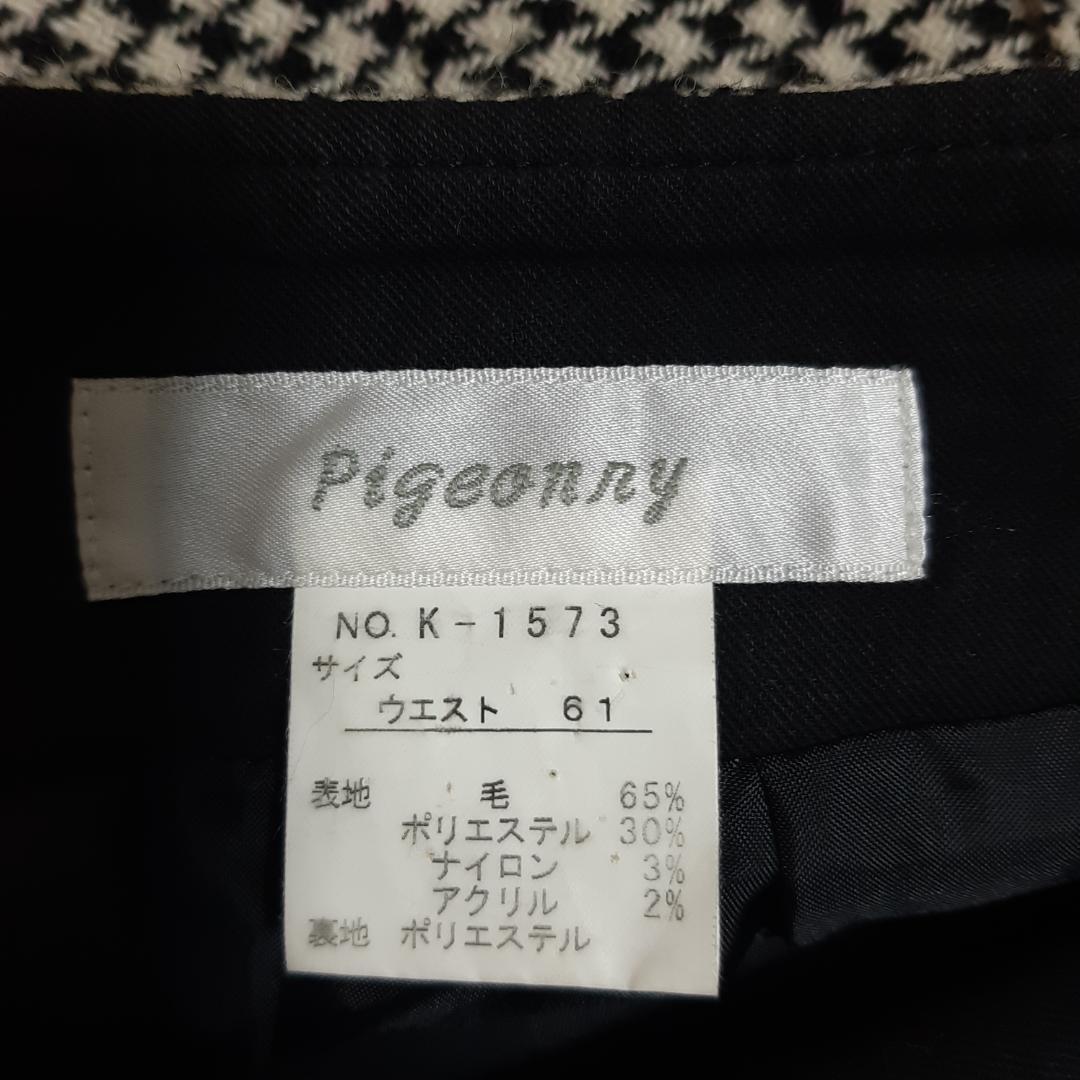 Pigeonry
NO. K-1573
サイズ
ウエスト 61
表地 毛 65%
ポリエステル 30%
ナイロン 3%
アクリル 2%
裏地 ポリエステル